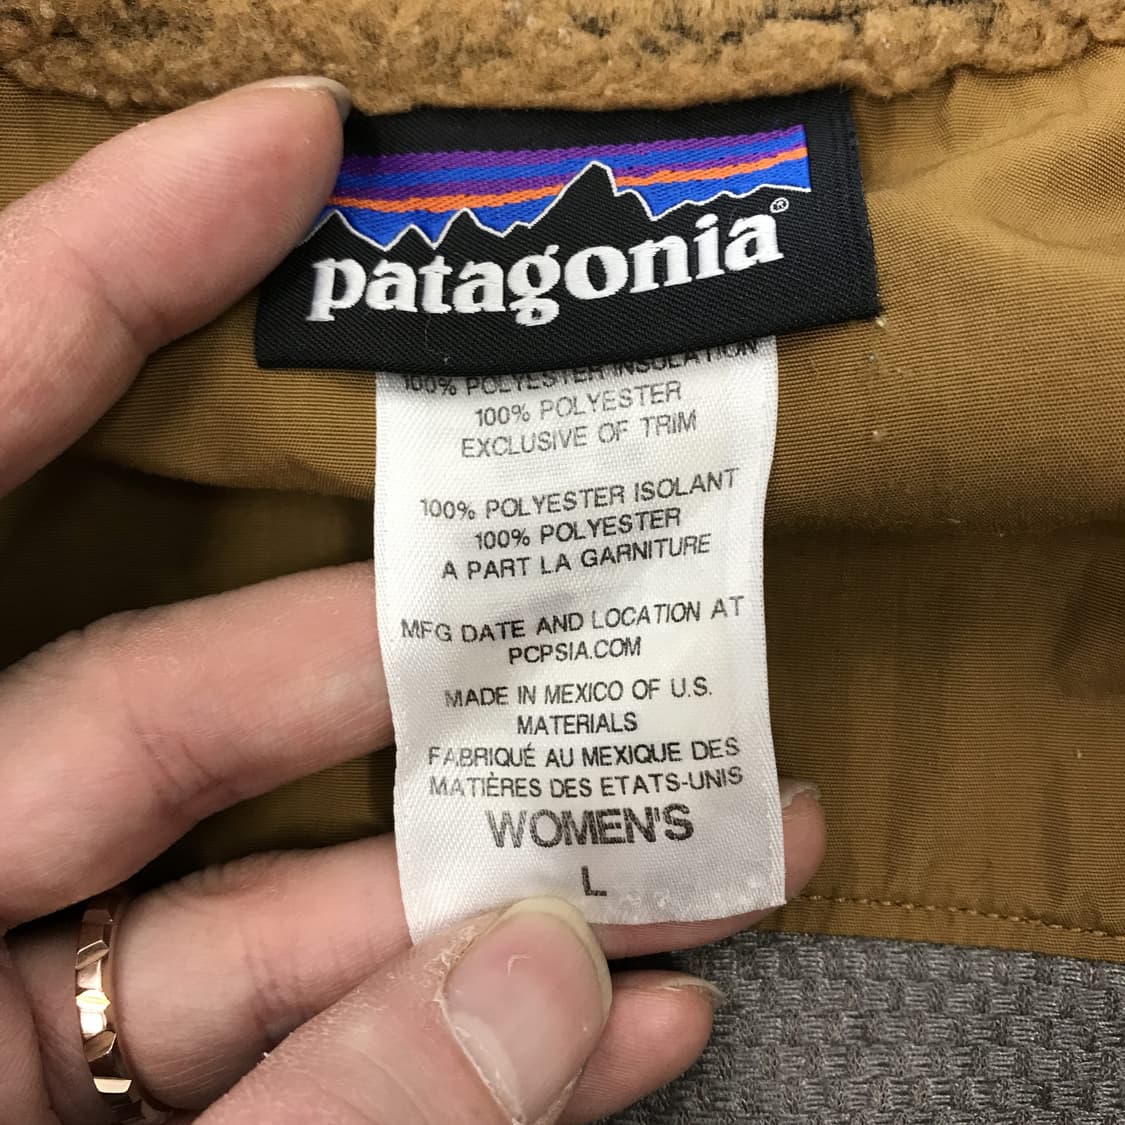 patagonia®
100% POLYESTER INSULATION
100% POLYESTER
EXCLUSIVE OF TRIM
100% POLYESTER ISOLANT
100% POLYESTER
A PART LA GARNITURE
MFG DATE AND LOCATION AT
PCPSIA.COM
MADE IN MEXICO OF U.S.
MATERIALS
FABRIQUÉ AU MEXIQUE DES
MATIÈRES DES ETATS-UNIS
WOMEN'S
L